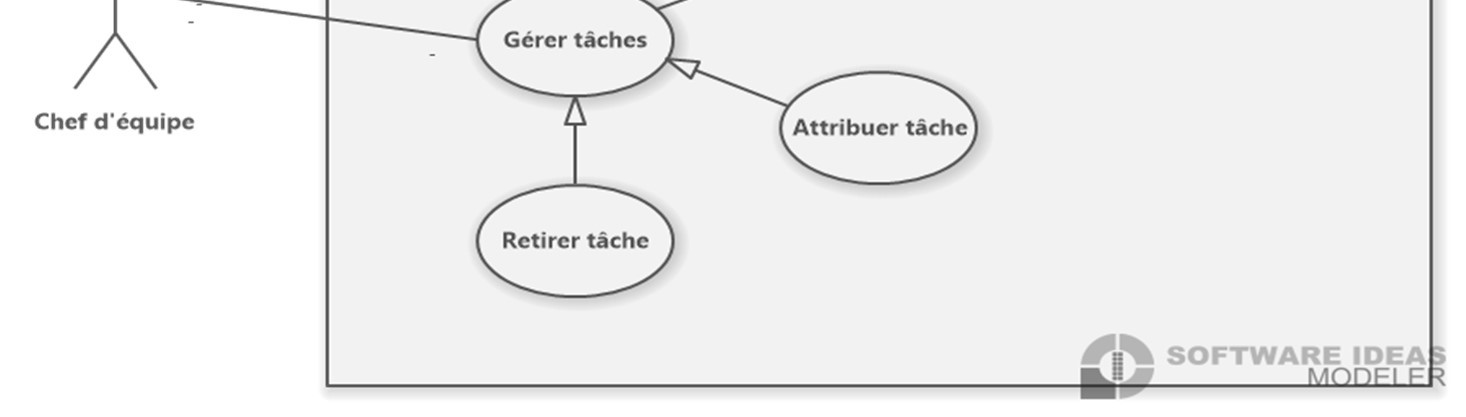 Gérer tâches
Chef d'équipe
Attribuer tâche
Retirer tâche
SOFTWARE IDEAS
MODELER